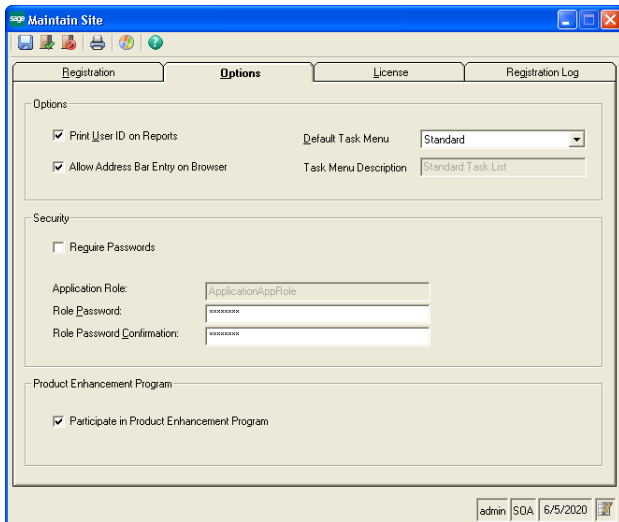 sage Maintain Site
Registration Options License Registration Log
Options
Print User ID on Reports Default Task Menu Standard
Allow Address Bar Entry on Browser Task Menu Description Standard Task List
Security
Require Passwords
Application Role: ApplicationAppRole
Role Password: xxxxxxxx
Role Password Confirmation: xxxxxxxx
Product Enhancement Program
Participate in Product Enhancement Program
admin SOA 6/5/2020